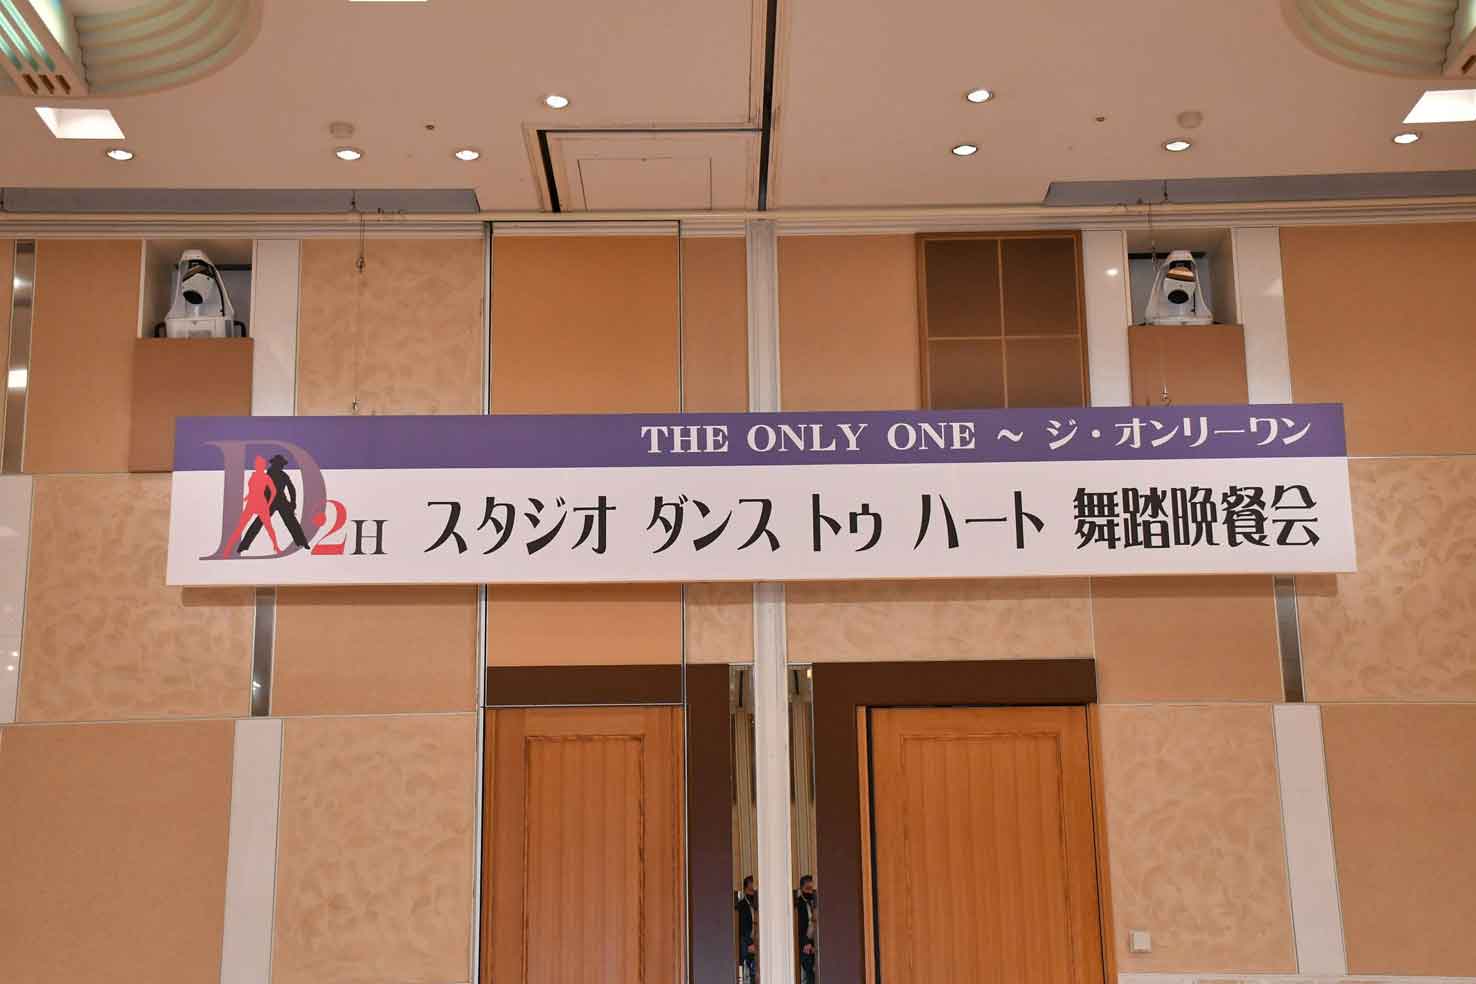 THE ONLY ONE ～ ジ・オンリーワン
D2H スタジオ ダンス トゥ ハート 舞踏晩餐会